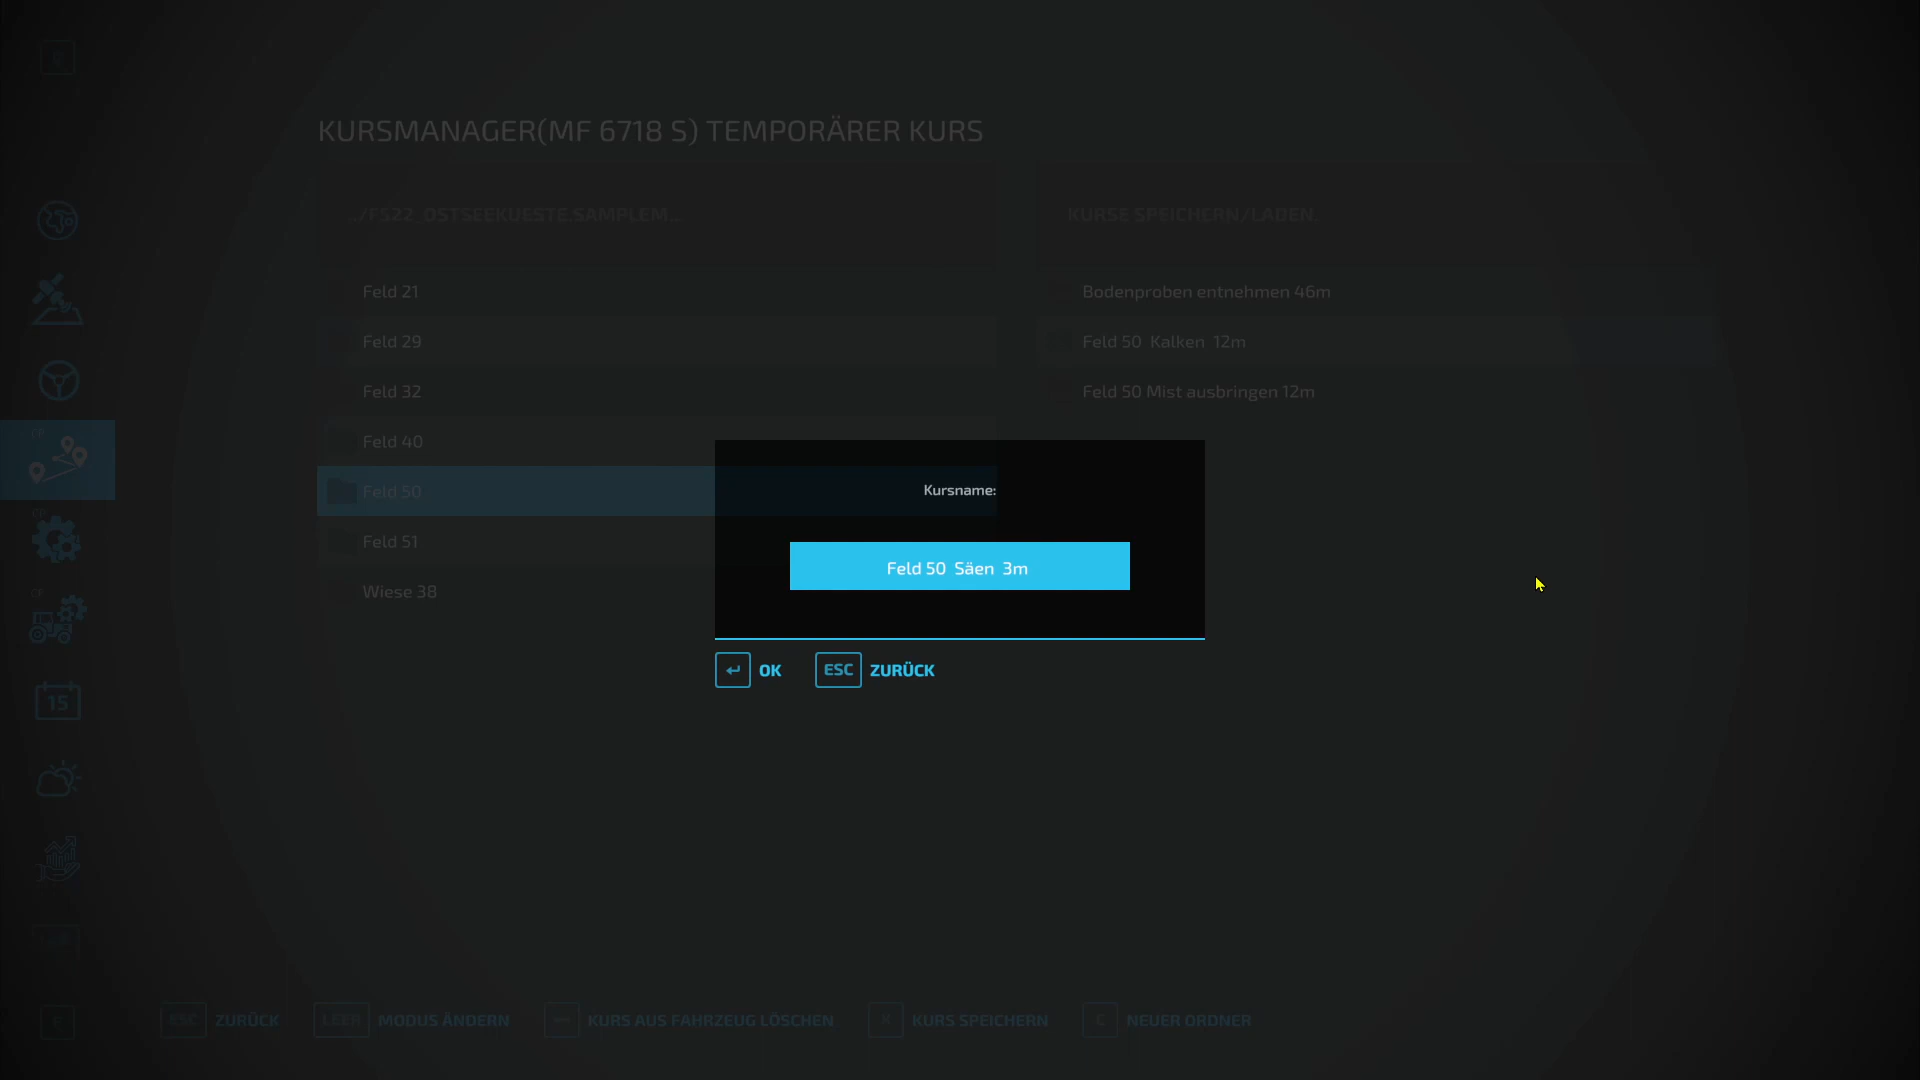 KURSMANAGER(MF 6718 S) TEMPORÄRER KURS
../FS22_OSTSEEKUESTE.SAMPLEM...
Feld 21
Feld 29
Feld 32
Feld 40
Feld 50
Feld 51
Wiese 38
KURSE SPEICHERN/LADEN.
Bodenproben entnehmen 46m
Feld 50 Kalken 12m
Feld 50 Mist ausbringen 12m
Kursname:
Feld 50 Säen 3m
OK
ESC ZURÜCK
CP
CP
CP
15
ESC ZURÜCK
LEER MODUS ÄNDERN
KURS AUS FAHRZEUG LÖSCHEN
K KURS SPEICHERN
C NEUER ORDNER